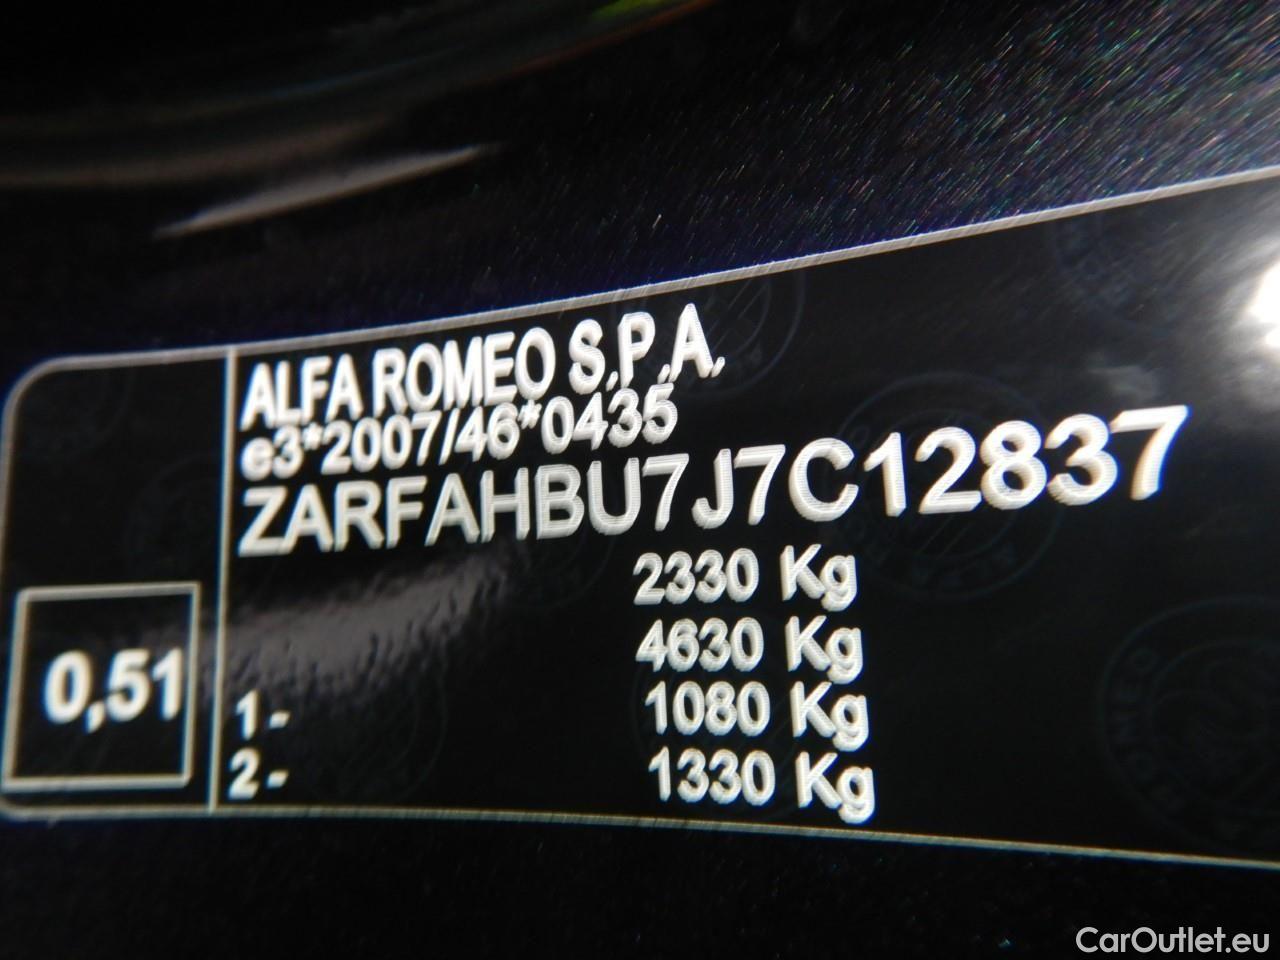 ALFA ROMEO S.P.A.
e3*2007/46*0435
ZARFAHBU7J7C12837
2330 Kg
4630 Kg
1- 1080 Kg
2- 1330 Kg
0,51
ROMEO
CarOutlet.eu